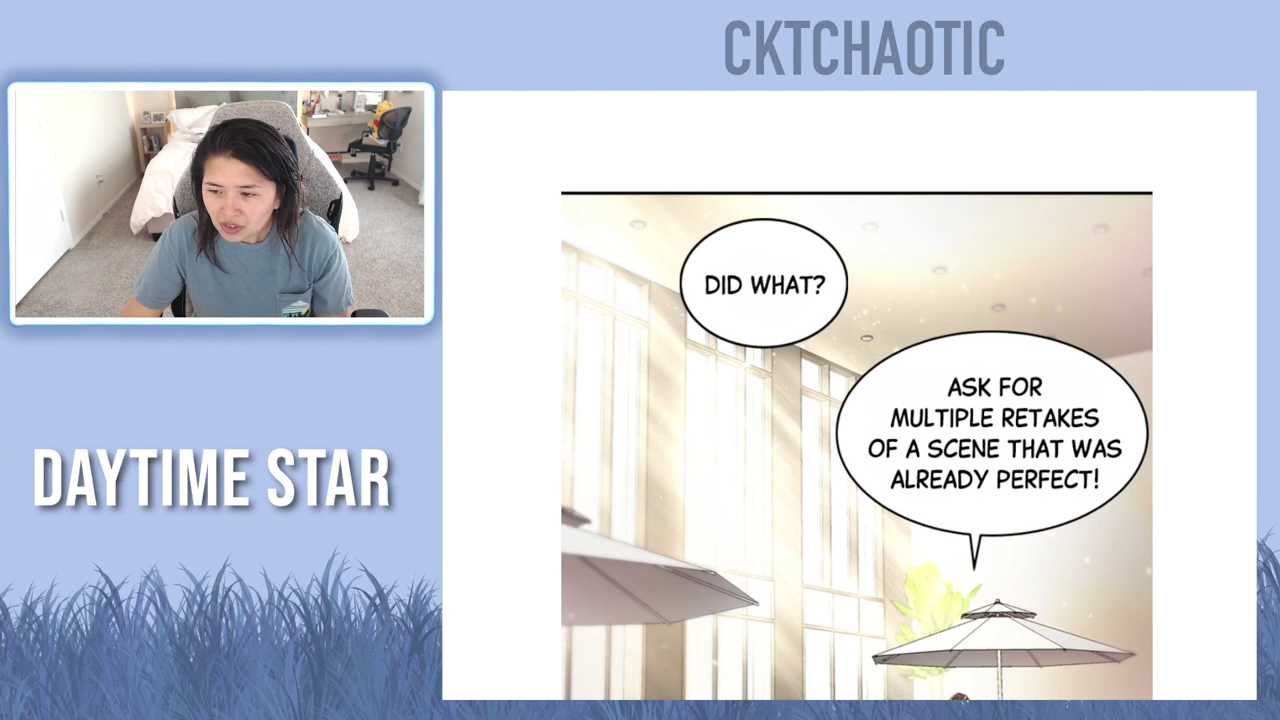 CKTCHAOTIC
DID WHAT?
ASK FOR
MULTIPLE RETAKES
OF A SCENE THAT WAS
ALREADY PERFECT!
DAYTIME STAR